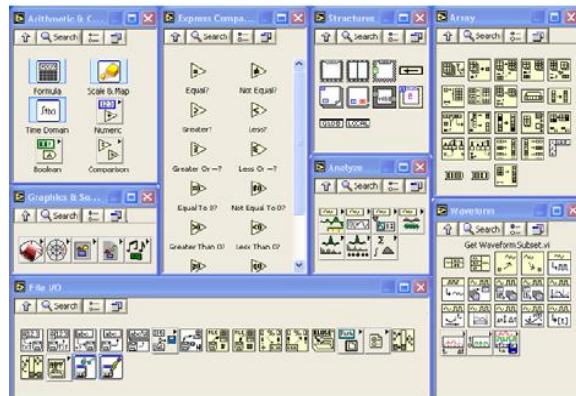 Arithmetic & C...
Search
Formula
Scale & Map
Time Domain
Numeric
Boolean
Comparison
Express Compa...
Search
Equal?
Not Equal?
Greater?
Less?
Greater Or =?
Less Or =?
Equal To 0?
Not Equal To 0?
Greater Than 0?
Less Than 0?
Structures
Search
GLOB
LOCAL
Array
Search
Graphics & So...
Search
Analyze
Search
Waveform
Search
Get Waveform Subset.vi
File I/O
Search